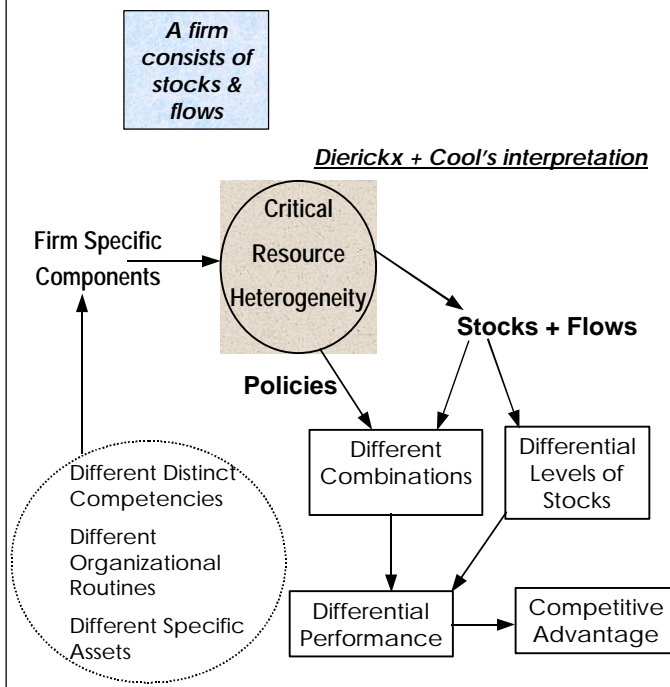 A firm
consists of
stocks &
flows
Dierickx + Cool's interpretation
Critical
Resource
Heterogeneity
Firm Specific
Components
Stocks + Flows
Policies
Different
Combinations
Differential
Levels of
Stocks
Different Distinct
Competencies
Different
Organizational
Routines
Different Specific
Assets
Differential
Performance
Competitive
Advantage